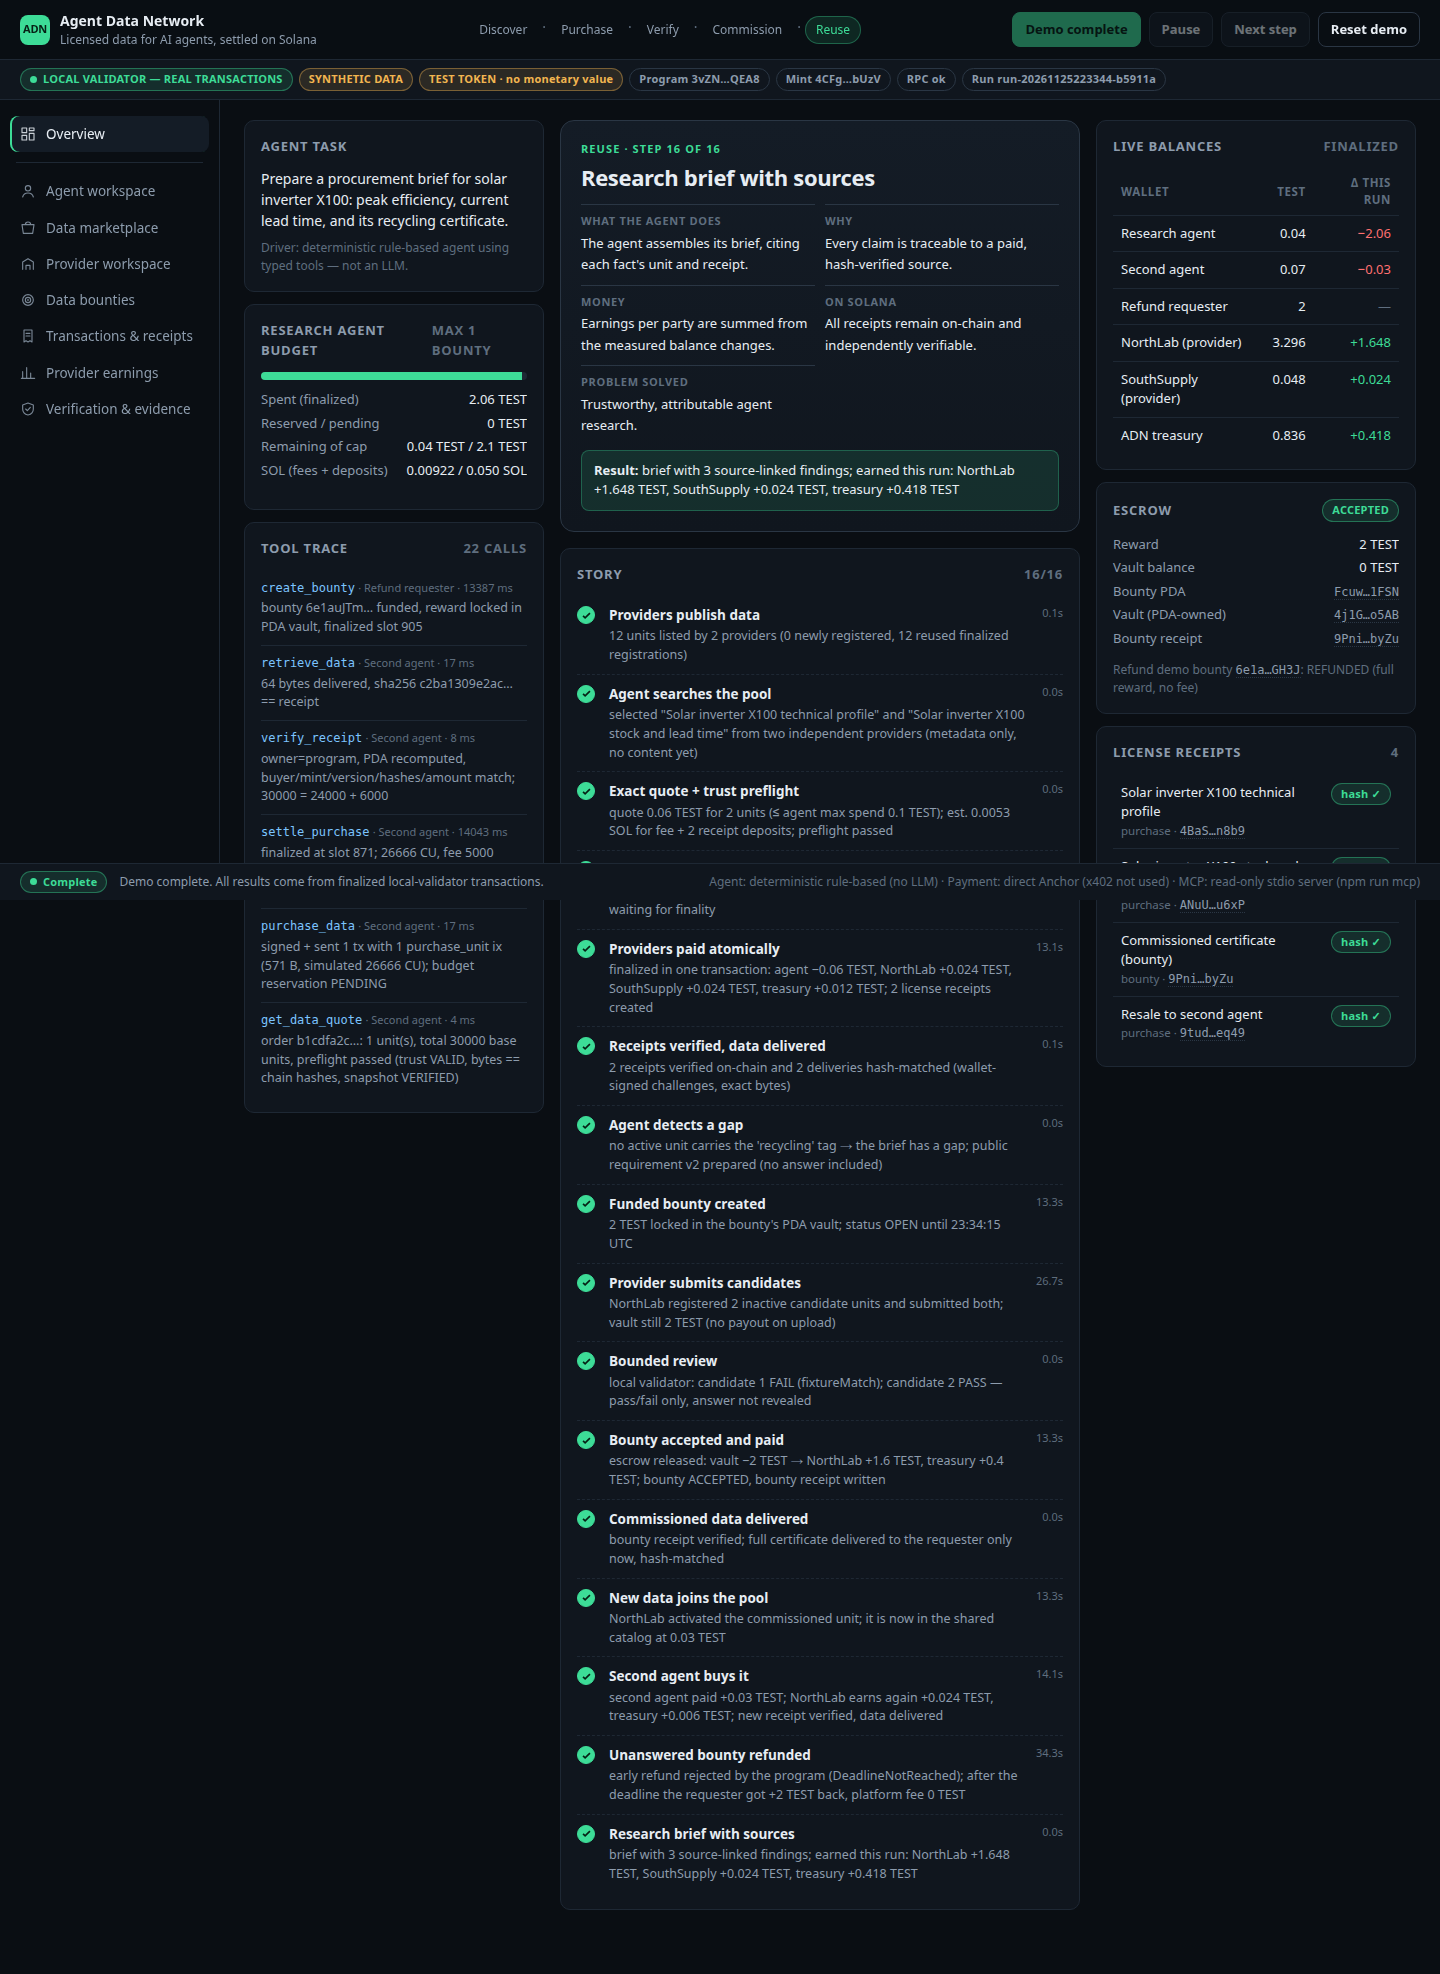 ADN
Agent Data Network
Licensed data for AI agents, settled on Solana
Discover · Purchase · Verify · Commission · Reuse
Demo complete
Pause
Next step
Reset demo
LOCAL VALIDATOR — REAL TRANSACTIONS
SYNTHETIC DATA
TEST TOKEN · no monetary value
Program 3vZN…QEA8
Mint 4CFg…bUzV
RPC ok
Run run-20261125223344-b5911a
Overview
Agent workspace
Data marketplace
Provider workspace
Data bounties
Transactions & receipts
Provider earnings
Verification & evidence
AGENT TASK
Prepare a procurement brief for solar
inverter X100: peak efficiency, current
lead time, and its recycling certificate.
Driver: deterministic rule-based agent using
typed tools — not an LLM.
RESEARCH AGENT
BUDGET
MAX 1
BOUNTY
Spent (finalized) 2.06 TEST
Reserved / pending 0 TEST
Remaining of cap 0.04 TEST / 2.1 TEST
SOL (fees + deposits) 0.00922 / 0.050 SOL
TOOL TRACE 22 CALLS
create_bounty · Refund requester · 13387 ms
bounty 6e1auJTm… funded, reward locked in
PDA vault, finalized slot 905
retrieve_data · Second agent · 17 ms
64 bytes delivered, sha256 c2ba1309e2ac…
== receipt
verify_receipt · Second agent · 8 ms
owner=program, PDA recomputed,
buyer/mint/version/hashes/amount match;
30000 = 24000 + 6000
settle_purchase · Second agent · 14043 ms
finalized at slot 871; 26666 CU, fee 5000
purchase_data · Second agent · 17 ms
signed + sent 1 tx with 1 purchase_unit ix
(571 B, simulated 26666 CU); budget
reservation PENDING
get_data_quote · Second agent · 4 ms
order b1cdfa2c…: 1 unit(s), total 30000 base
units, preflight passed (trust VALID, bytes ==
chain hashes, snapshot VERIFIED)
REUSE · STEP 16 OF 16
Research brief with sources
WHAT THE AGENT DOES
The agent assembles its brief, citing
each fact's unit and receipt.
WHY
Every claim is traceable to a paid,
hash-verified source.
MONEY
Earnings per party are summed from
the measured balance changes.
ON SOLANA
All receipts remain on-chain and
independently verifiable.
PROBLEM SOLVED
Trustworthy, attributable agent
research.
Result: brief with 3 source-linked findings; earned this run: NorthLab
+1.648 TEST, SouthSupply +0.024 TEST, treasury +0.418 TEST
STORY 16/16
Providers publish data 0.1s
12 units listed by 2 providers (0 newly registered, 12 reused finalized
registrations)
Agent searches the pool 0.0s
selected "Solar inverter X100 technical profile" and "Solar inverter X100
stock and lead time" from two independent providers (metadata only,
no content yet)
Exact quote + trust preflight 0.0s
quote 0.06 TEST for 2 units (≤ agent max spend 0.1 TEST); est. 0.0053
SOL for fee + 2 receipt deposits; preflight passed
waiting for finality
Providers paid atomically 13.1s
finalized in one transaction: agent −0.06 TEST, NorthLab +0.024 TEST,
SouthSupply +0.024 TEST, treasury +0.012 TEST; 2 license receipts
created
Receipts verified, data delivered 0.1s
2 receipts verified on-chain and 2 deliveries hash-matched (wallet-
signed challenges, exact bytes)
Agent detects a gap 0.0s
no active unit carries the 'recycling' tag → the brief has a gap; public
requirement v2 prepared (no answer included)
Funded bounty created 13.3s
2 TEST locked in the bounty's PDA vault; status OPEN until 23:34:15
UTC
Provider submits candidates 26.7s
NorthLab registered 2 inactive candidate units and submitted both;
vault still 2 TEST (no payout on upload)
Bounded review 0.0s
local validator: candidate 1 FAIL (fixtureMatch); candidate 2 PASS —
pass/fail only, answer not revealed
Bounty accepted and paid 13.3s
escrow released: vault −2 TEST → NorthLab +1.6 TEST, treasury +0.4
TEST; bounty ACCEPTED, bounty receipt written
Commissioned data delivered 0.0s
bounty receipt verified; full certificate delivered to the requester only
now, hash-matched
New data joins the pool 13.3s
NorthLab activated the commissioned unit; it is now in the shared
catalog at 0.03 TEST
Second agent buys it 14.1s
second agent paid +0.03 TEST; NorthLab earns again +0.024 TEST,
treasury +0.006 TEST; new receipt verified, data delivered
Unanswered bounty refunded 34.3s
early refund rejected by the program (DeadlineNotReached); after the
deadline the requester got +2 TEST back, platform fee 0 TEST
Research brief with sources 0.0s
brief with 3 source-linked findings; earned this run: NorthLab +1.648
TEST, SouthSupply +0.024 TEST, treasury +0.418 TEST
LIVE BALANCES FINALIZED
WALLET TEST Δ THIS
RUN
Research agent 0.04 −2.06
Second agent 0.07 −0.03
Refund requester 2 —
NorthLab (provider) 3.296 +1.648
SouthSupply
(provider) 0.048 +0.024
ADN treasury 0.836 +0.418
ESCROW ACCEPTED
Reward 2 TEST
Vault balance 0 TEST
Bounty PDA Fcuw…1FSN
Vault (PDA-owned) 4j1G…o5AB
Bounty receipt 9Pni…byZu
Refund demo bounty 6e1a…GH3J: REFUNDED (full
reward, no fee)
LICENSE RECEIPTS 4
Solar inverter X100 technical
profile
hash ✓
purchase · 4BaS…n8b9
purchase · ANuU…u6xP
Commissioned certificate
(bounty)
hash ✓
bounty · 9Pni…byZu
Resale to second agent
hash ✓
purchase · 9tud…eq49
Complete
Demo complete. All results come from finalized local-validator transactions.
Agent: deterministic rule-based (no LLM) · Payment: direct Anchor (x402 not used) · MCP: read-only stdio server (npm run mcp)